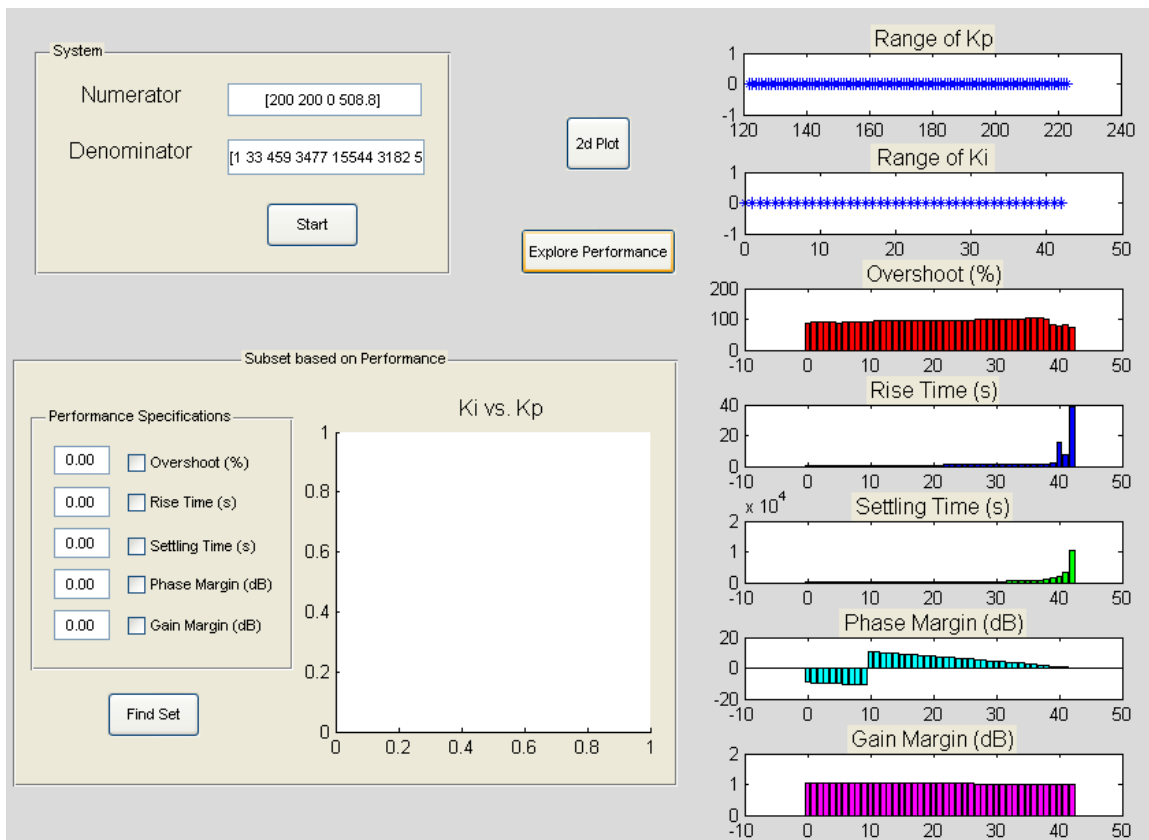 System
Numerator
[200 200 0 508.8]
Denominator
[1 33 459 3477 15544 3182 5
Start
2d Plot
Explore Performance
Subset based on Performance
Performance Specifications
0.00 Overshoot (%)
0.00 Rise Time (s)
0.00 Settling Time (s)
0.00 Phase Margin (dB)
0.00 Gain Margin (dB)
Find Set
Ki vs. Kp
1
0.8
0.6
0.4
0.2
0
0 0.2 0.4 0.6 0.8 1
Range of Kp
1
0
-1
120 140 160 180 200 220 240
Range of Ki
1
0
-1
0 10 20 30 40 50
Overshoot (%)
200
100
0
-10 0 10 20 30 40 50
Rise Time (s)
40
20
0
-10 0 10 20 30 40 50
x 10^4 Settling Time (s)
2
1
0
-10 0 10 20 30 40 50
Phase Margin (dB)
20
0
-20
-10 0 10 20 30 40 50
Gain Margin (dB)
2
1
0
-10 0 10 20 30 40 50